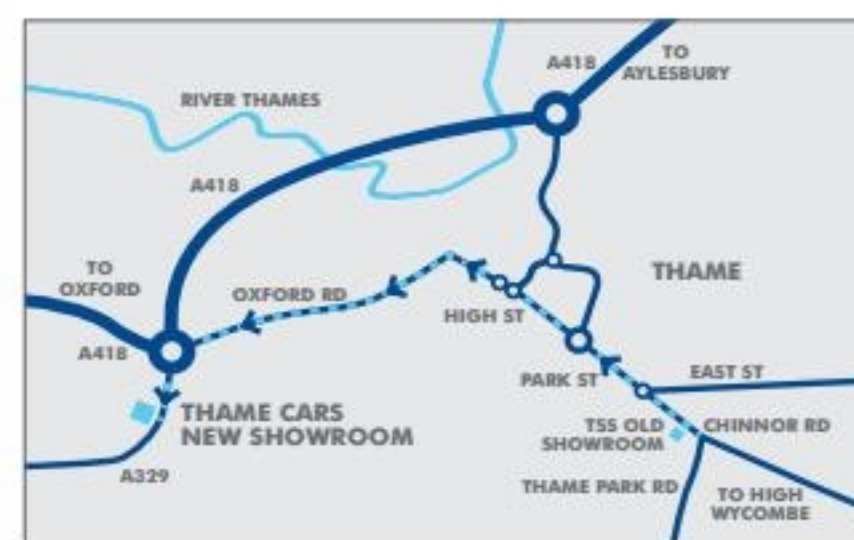 A418
TO
AYLESBURY
RIVER THAMES
A418
TO
OXFORD
OXFORD RD
THAME
HIGH ST
A418
PARK ST
EAST ST
THAME CARS
NEW SHOWROOM
TSS OLD
SHOWROOM
CHINNOR RD
A329
THAME PARK RD
TO HIGH
WYCOMBE